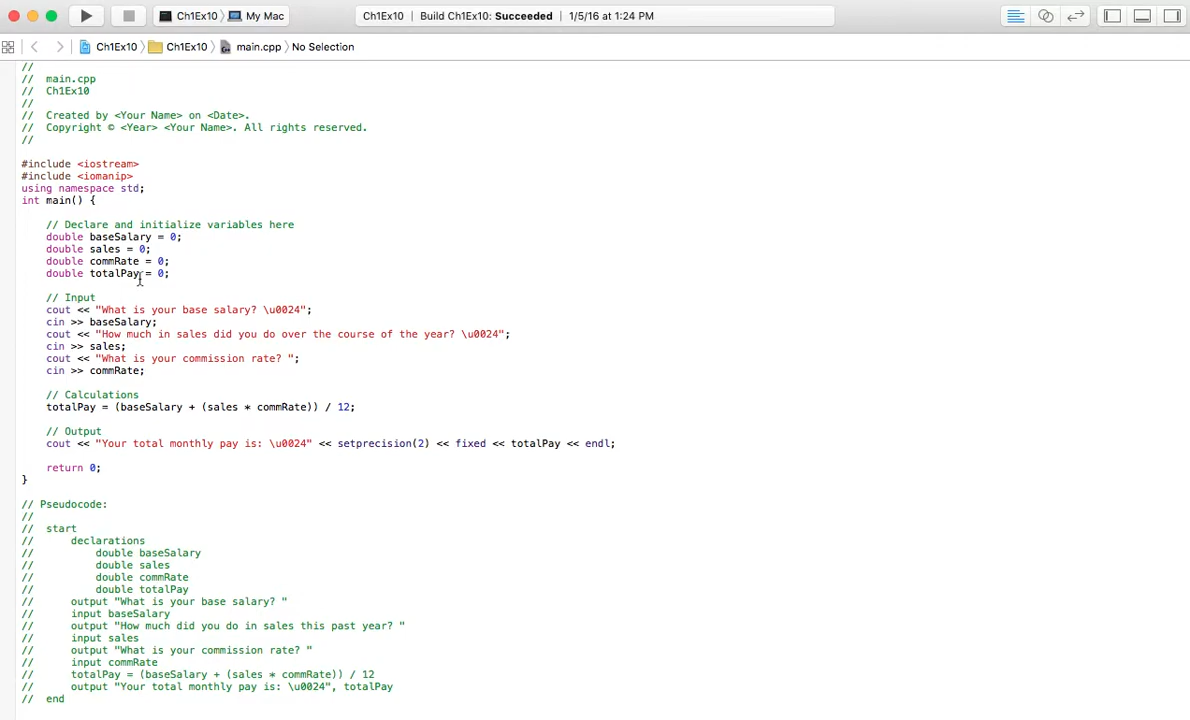 Ch1Ex10 My Mac Ch1Ex10 | Build Ch1Ex10: Succeeded | 1/5/16 at 1:24 PM
Ch1Ex10 Ch1Ex10 main.cpp No Selection
//
//  main.cpp
//  Ch1Ex10
//
//  Created by <Your Name> on <Date>.
//  Copyright © <Year> <Your Name>. All rights reserved.
//
#include <iostream>
#include <iomanip>
using namespace std;
int main() {
    // Declare and initialize variables here
    double baseSalary = 0;
    double sales = 0;
    double commRate = 0;
    double totalPay = 0;
    // Input
    cout << "What is your base salary? \u0024";
    cin >> baseSalary;
    cout << "How much in sales did you do over the course of the year? \u0024";
    cin >> sales;
    cout << "What is your commission rate? ";
    cin >> commRate;
    // Calculations
    totalPay = (baseSalary + (sales * commRate)) / 12;
    // Output
    cout << "Your total monthly pay is: \u0024" << setprecision(2) << fixed << totalPay << endl;
    return 0;
}
// Pseudocode:
//
//  start
//      declarations
//          double baseSalary
//          double sales
//          double commRate
//          double totalPay
//      output "What is your base salary? "
//      input baseSalary
//      output "How much did you do in sales this past year? "
//      input sales
//      output "What is your commission rate? "
//      input commRate
//      totalPay = (baseSalary + (sales * commRate)) / 12
//      output "Your total monthly pay is: \u0024", totalPay
//  end